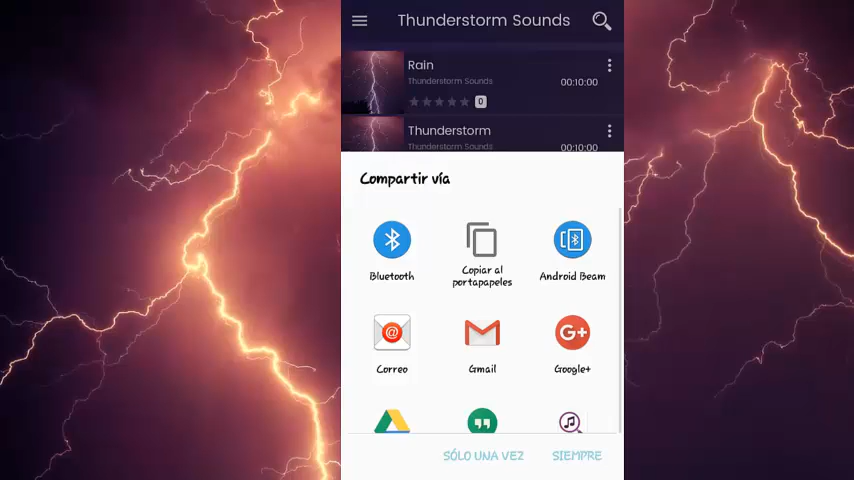 Thunderstorm Sounds
Rain
Thunderstorm Sounds
00:10:00
0
Thunderstorm
Thunderstorm Sounds
00:10:00
Compartir vía
Bluetooth
Copiar al
portapapeles
Android Beam
@
Correo
Gmail
G+
Google+
SÓLO UNA VEZ
SIEMPRE